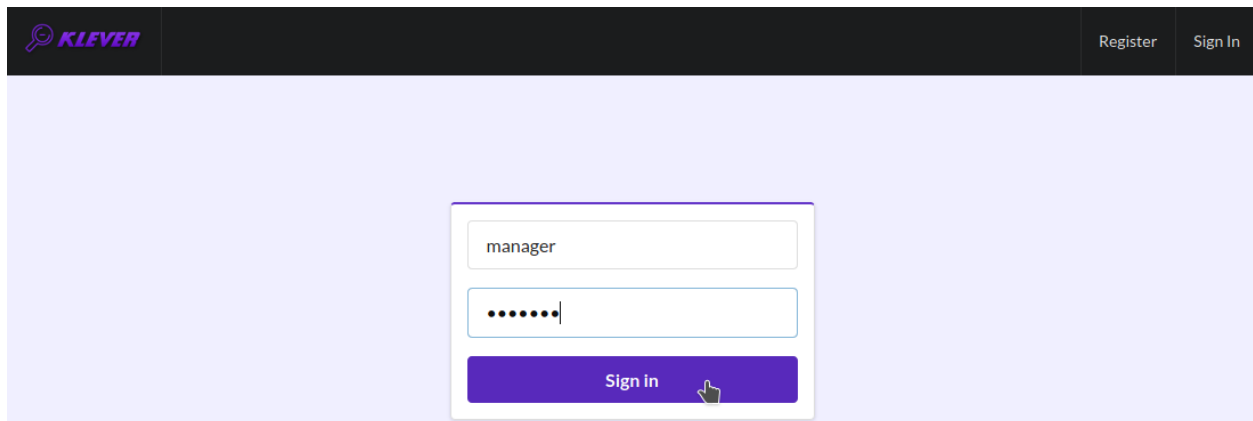 KLEVER
Register
Sign In
manager
•••••••
Sign in